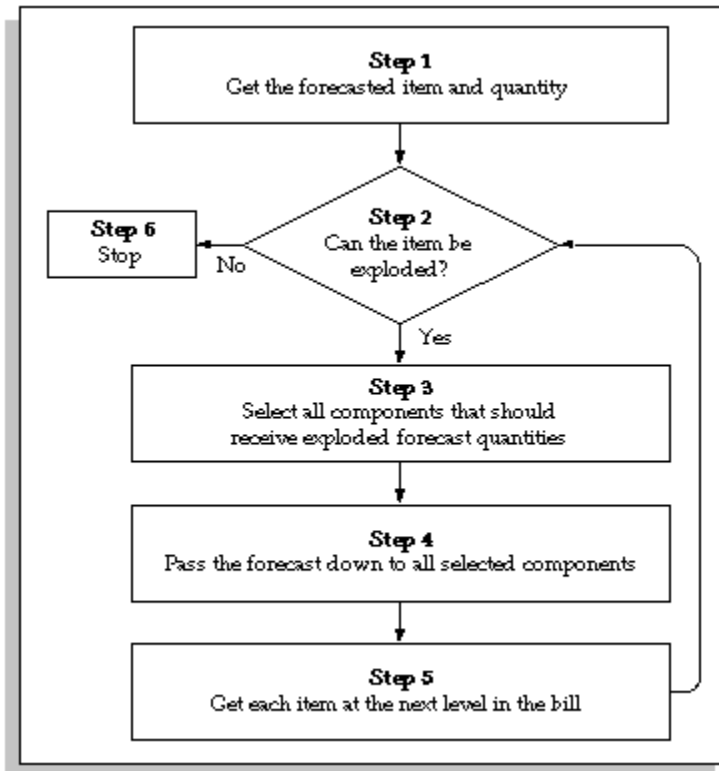 Step 1
Get the forecasted item and quantity
Step 2
Can the item be
exploded?
Step 6
Stop
No
Yes
Step 3
Select all components that should
receive exploded forecast quantities
Step 4
Pass the forecast down to all selected components
Step 5
Get each item at the next level in the bill